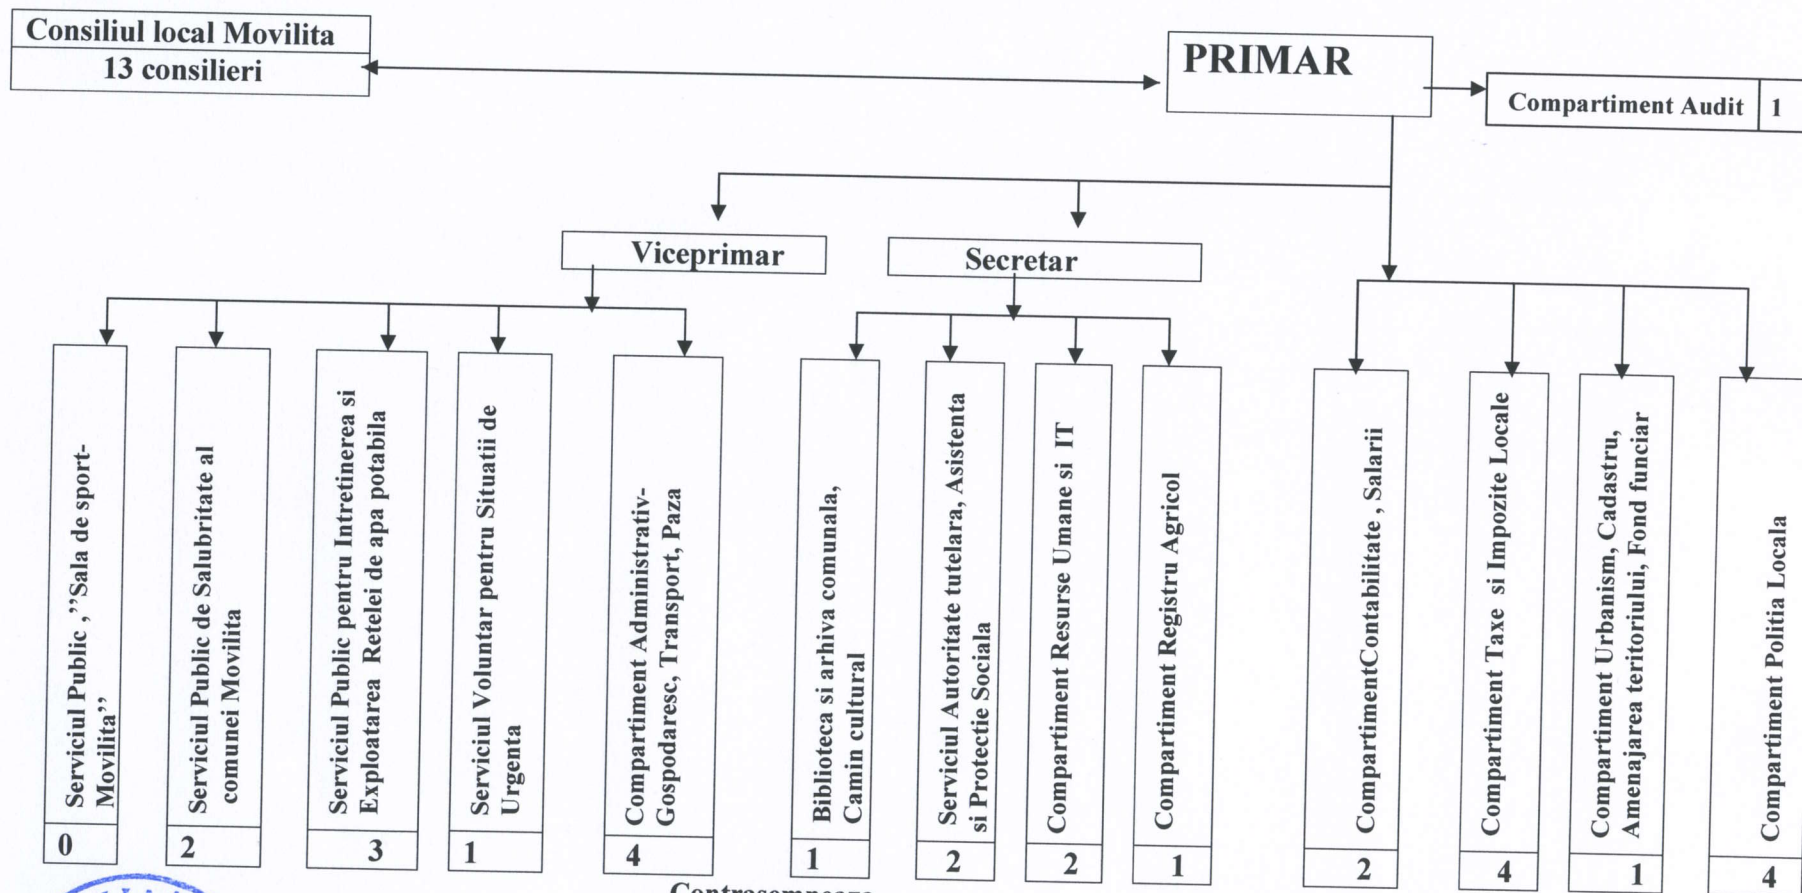 Consiliul local Movilita
13 consilieri
PRIMAR
Compartiment Audit 1
Viceprimar
Secretar
Serviciul Public ,”Sala de sport-
Movilita”
0
Serviciul Public de Salubritate al
comunei Movilita
2
Serviciul Public pentru Intretinerea si
Exploatarea Retelei de apa potabila
3
Serviciul Voluntar pentru Situatii de
Urgenta
1
Compartiment Administrativ-
Gospodaresc, Transport, Paza
4
Biblioteca si arhiva comunala,
Camin cultural
1
Serviciul Autoritate tutelara, Asistenta
si Protectie Sociala
2
Compartiment Resurse Umane si IT
2
Compartiment Registru Agricol
1
CompartinentContabilitate , Salarii
2
Compartiment Taxe si Impozite Locale
4
Compartiment Urbanism, Cadastru,
Amenajarea teritoriului, Fond funciar
1
Compartiment Politia Locala
4